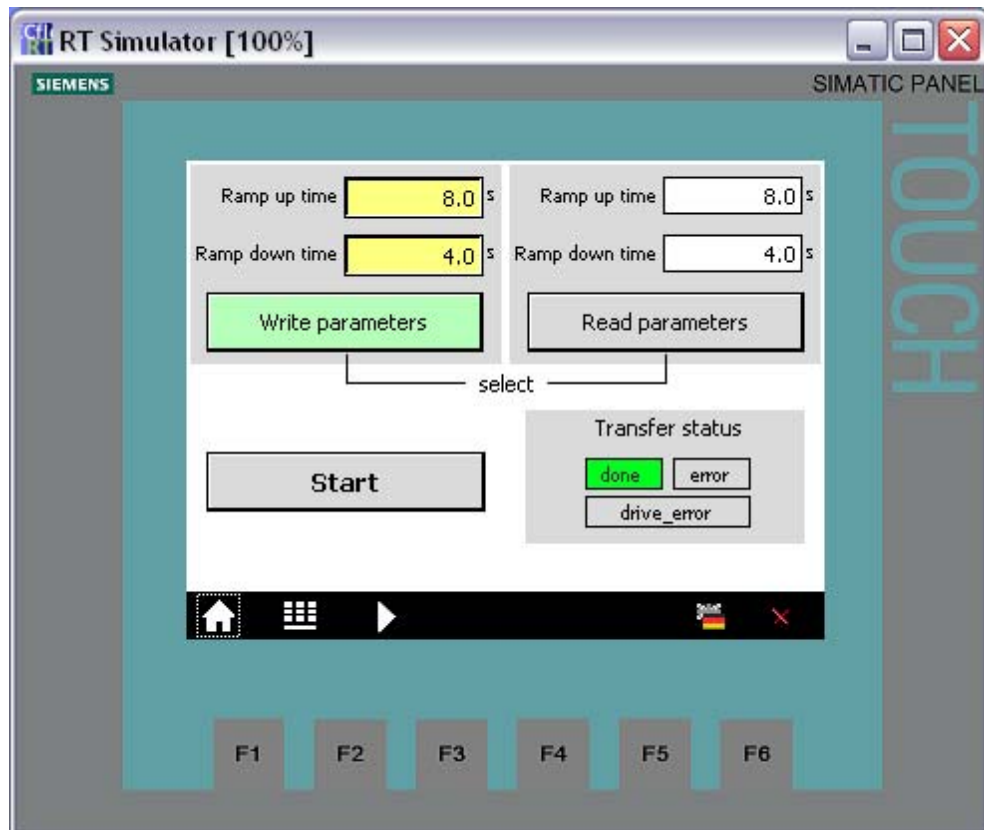 RT Simulator [100%]
SIEMENS
SIMATIC PANEL
TOUCH
Ramp up time 8.0 s
Ramp down time 4.0 s
Write parameters
Ramp up time 8.0 s
Ramp down time 4.0 s
Read parameters
select
Start
Transfer status
done error
drive_error
F1 F2 F3 F4 F5 F6